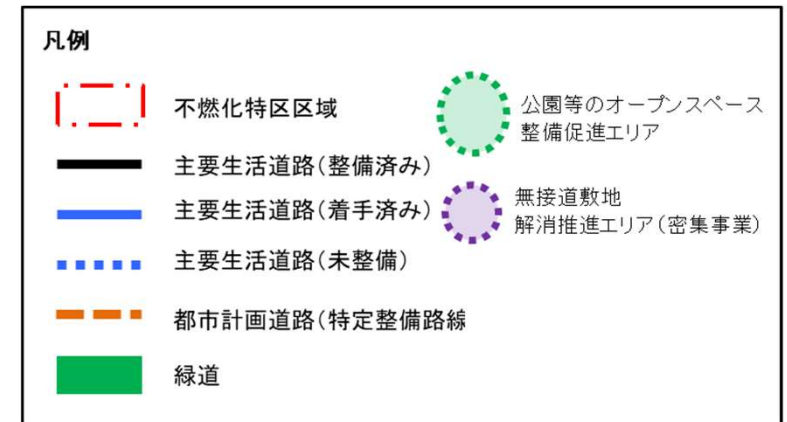 凡例
不燃化特区区域
主要生活道路(整備済み)
主要生活道路(着手済み)
主要生活道路(未整備)
都市計画道路(特定整備路線
緑道
公園等のオープンスペース
整備促進エリア
無接道敷地
解消推進エリア(密集事業)